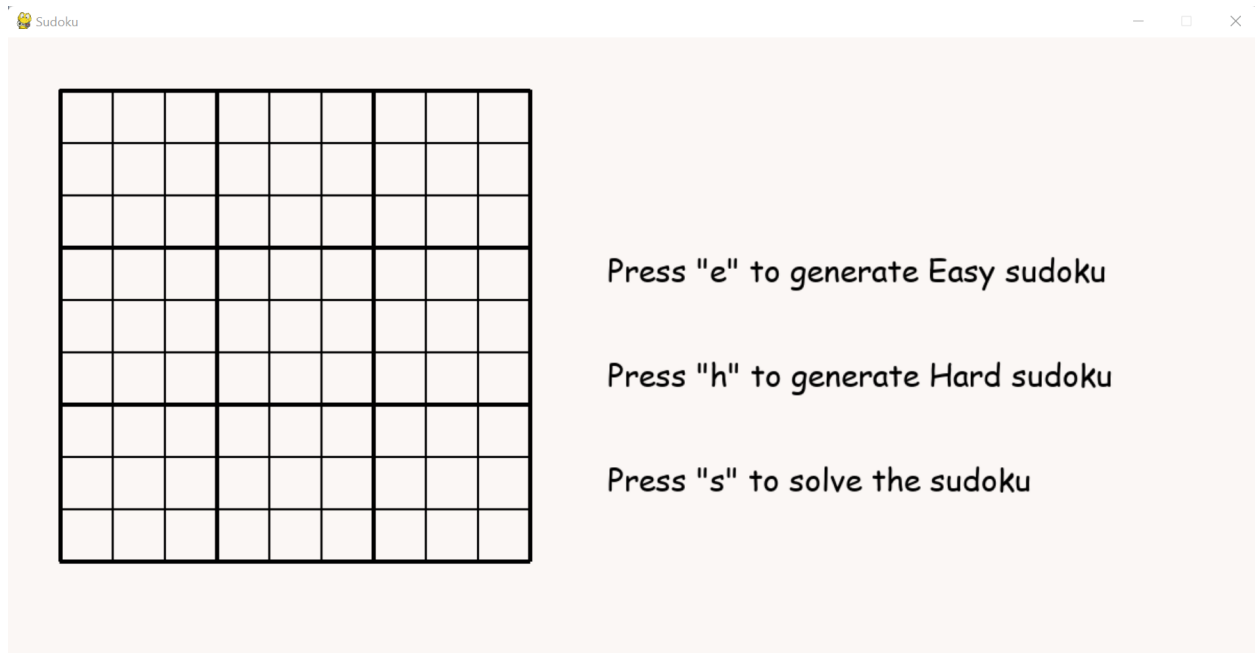 Sudoku
Press "e" to generate Easy sudoku
Press "h" to generate Hard sudoku
Press "s" to solve the sudoku